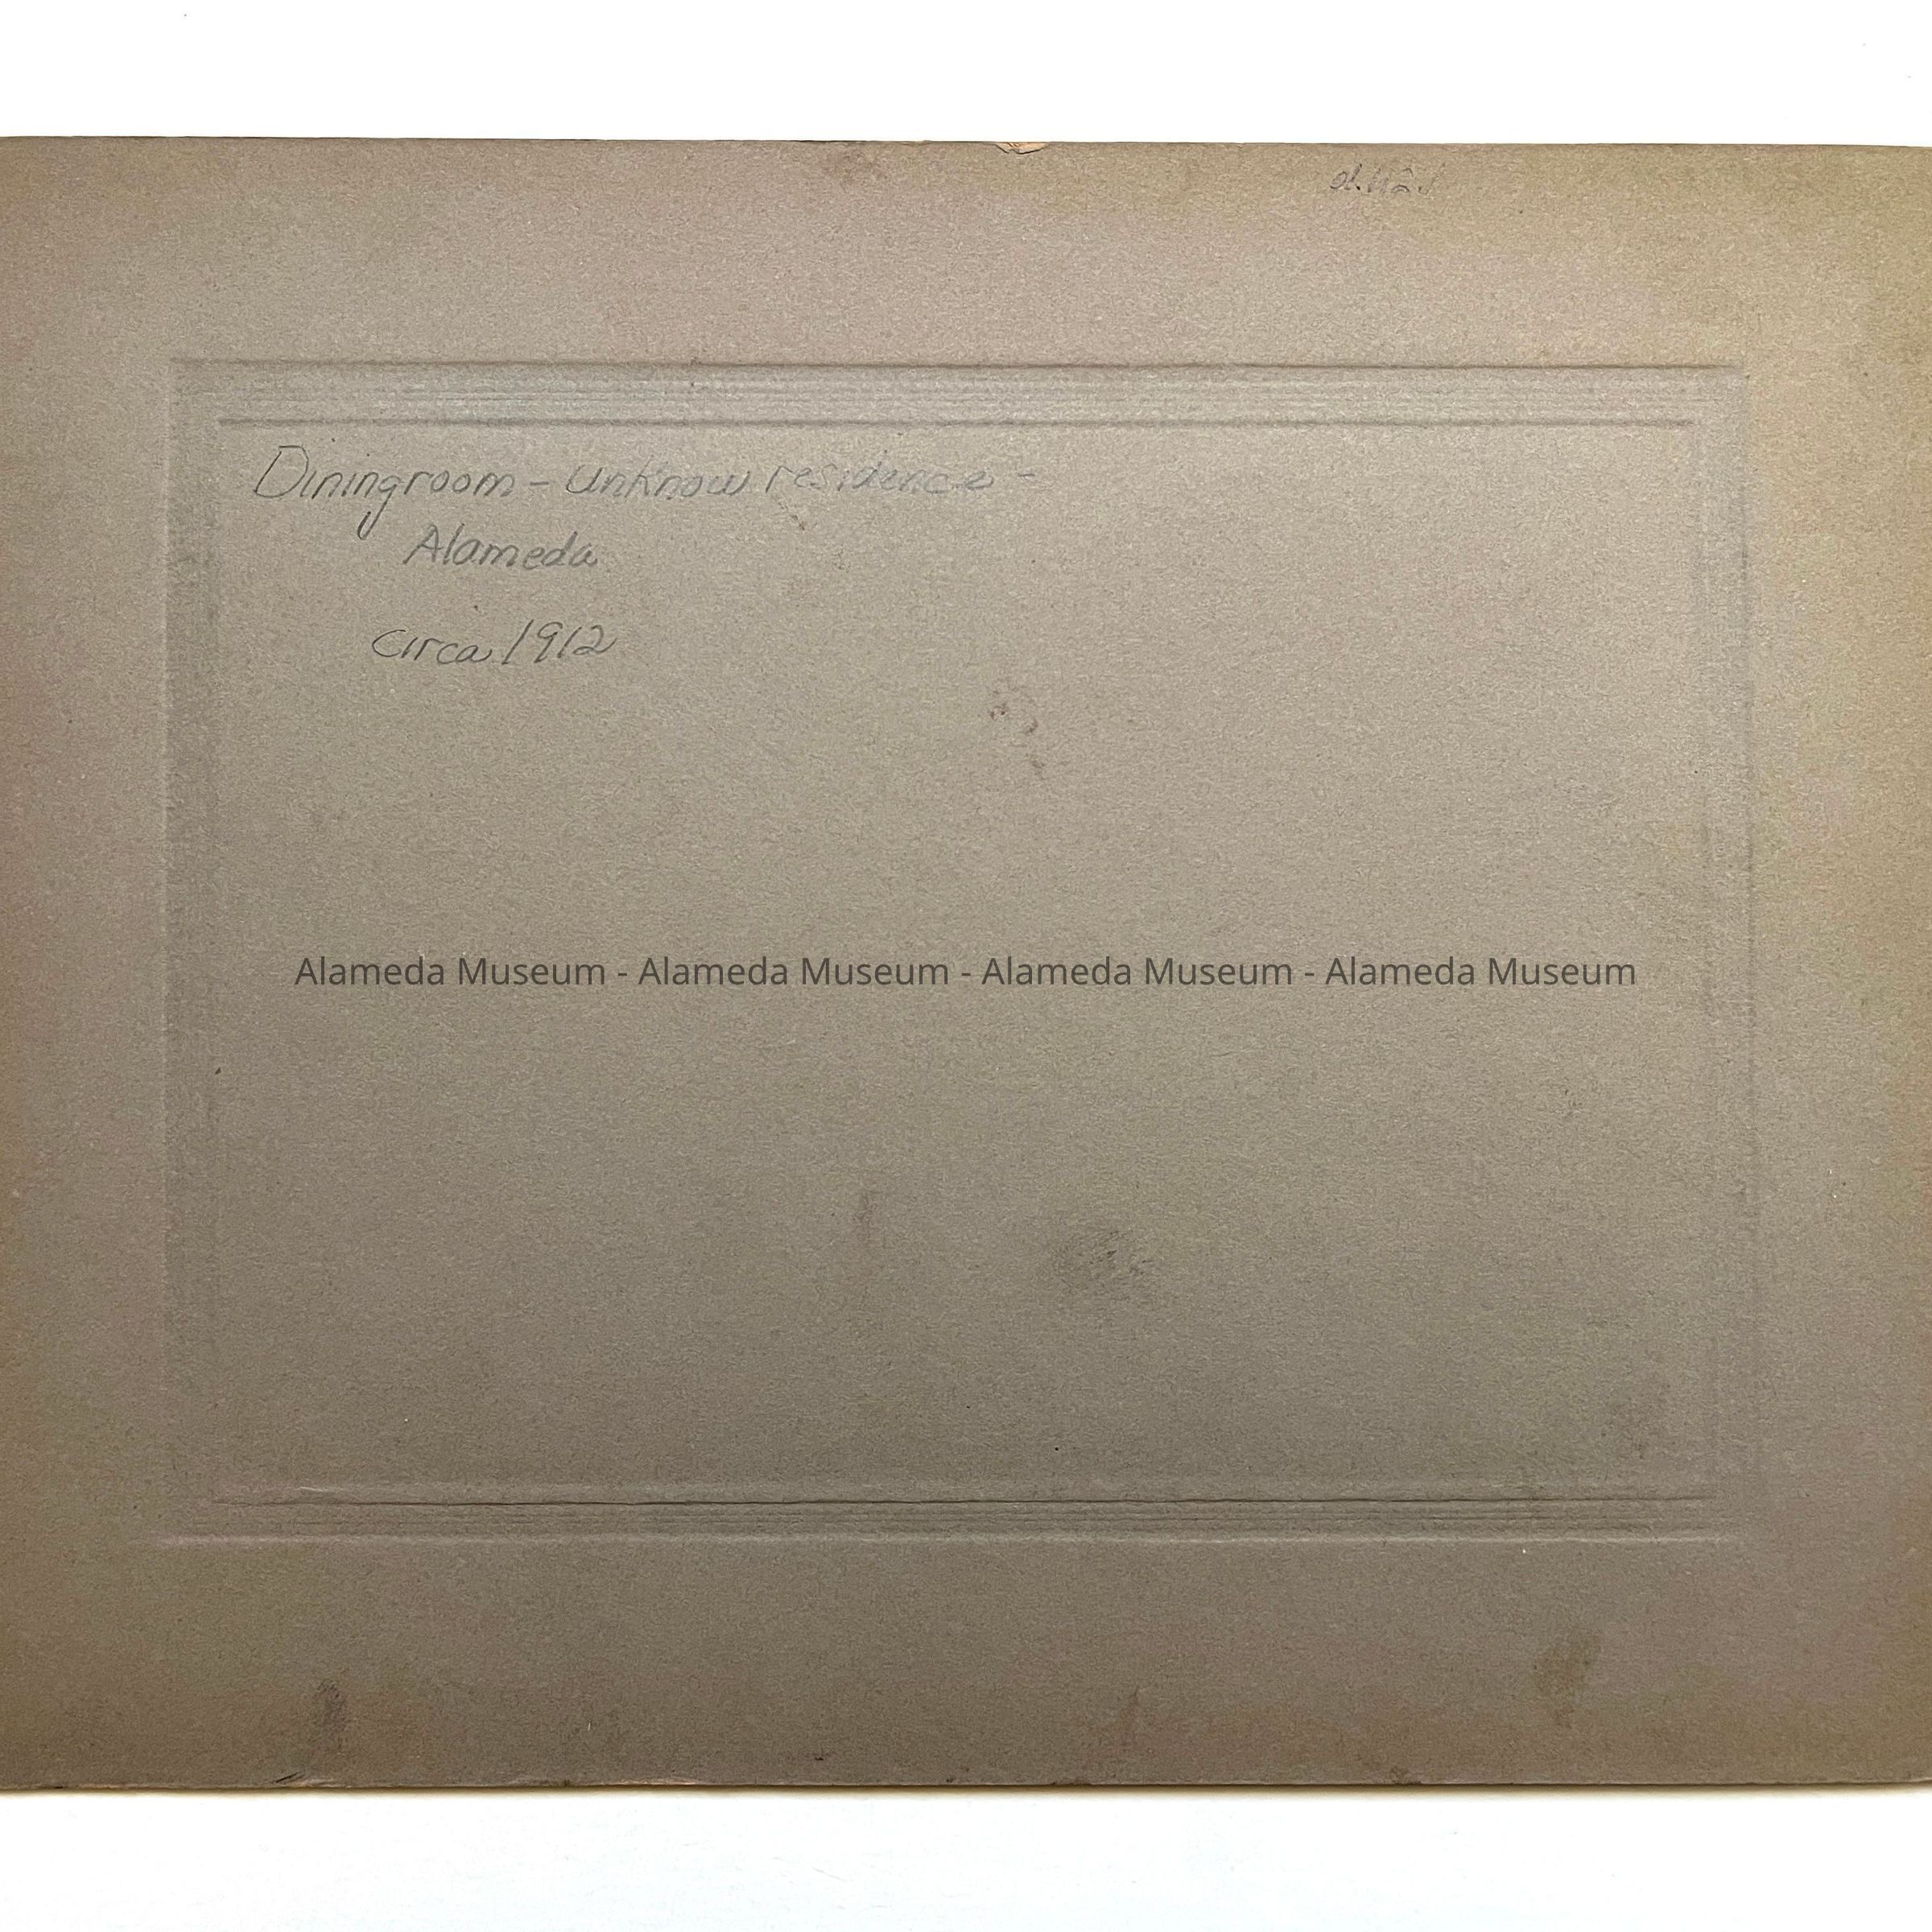 Diningroom - Unknow residence -
Alameda
circa 1912
Alameda Museum - Alameda Museum - Alameda Museum - Alameda Museum